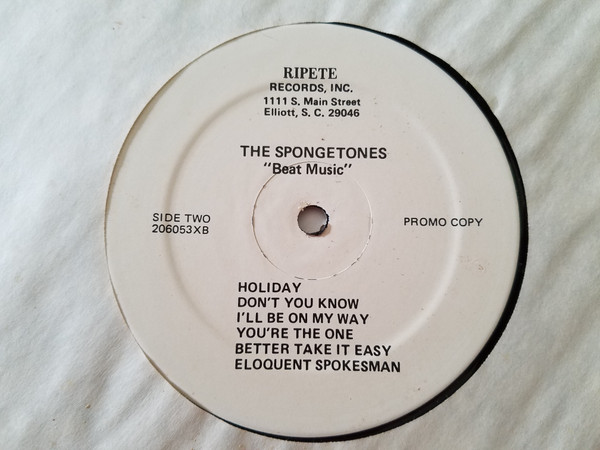 RIPETE
RECORDS, INC.
1111 S. Main Street
Elliott, S. C. 29046
THE SPONGETONES
"Beat Music"
SIDE TWO
206053XB
PROMO COPY
HOLIDAY
DON'T YOU KNOW
I'LL BE ON MY WAY
YOU'RE THE ONE
BETTER TAKE IT EASY
ELOQUENT SPOKESMAN